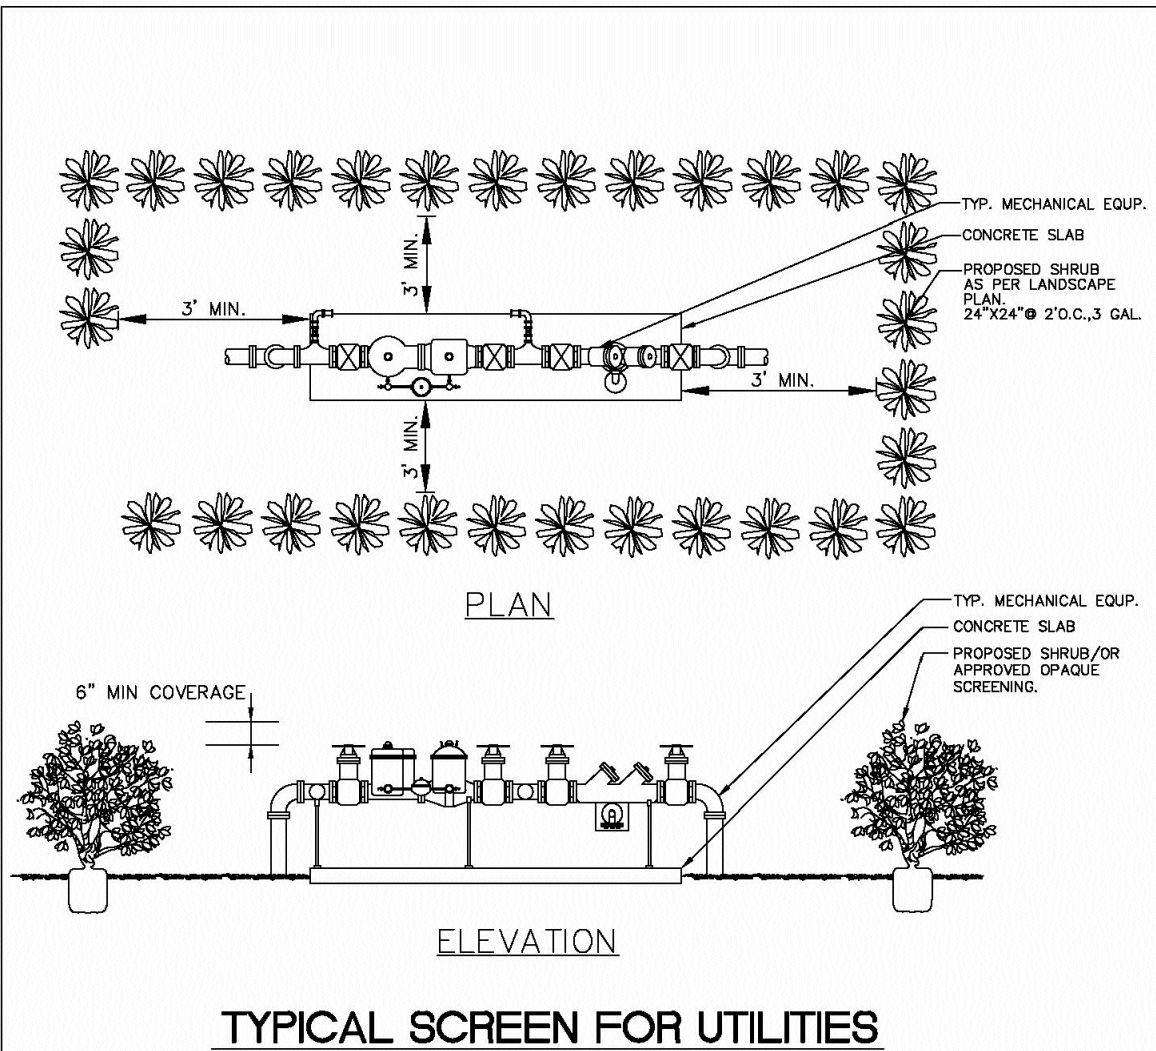 TYP. MECHANICAL EQUP.
CONCRETE SLAB
PROPOSED SHRUB
AS PER LANDSCAPE
PLAN.
24"X24"@ 2'O.C.,3 GAL.
3' MIN.
3' MIN.
3' MIN.
3' MIN.
PLAN
TYP. MECHANICAL EQUP.
CONCRETE SLAB
PROPOSED SHRUB/OR
APPROVED OPAQUE
SCREENING.
6" MIN COVERAGE
ELEVATION
TYPICAL SCREEN FOR UTILITIES